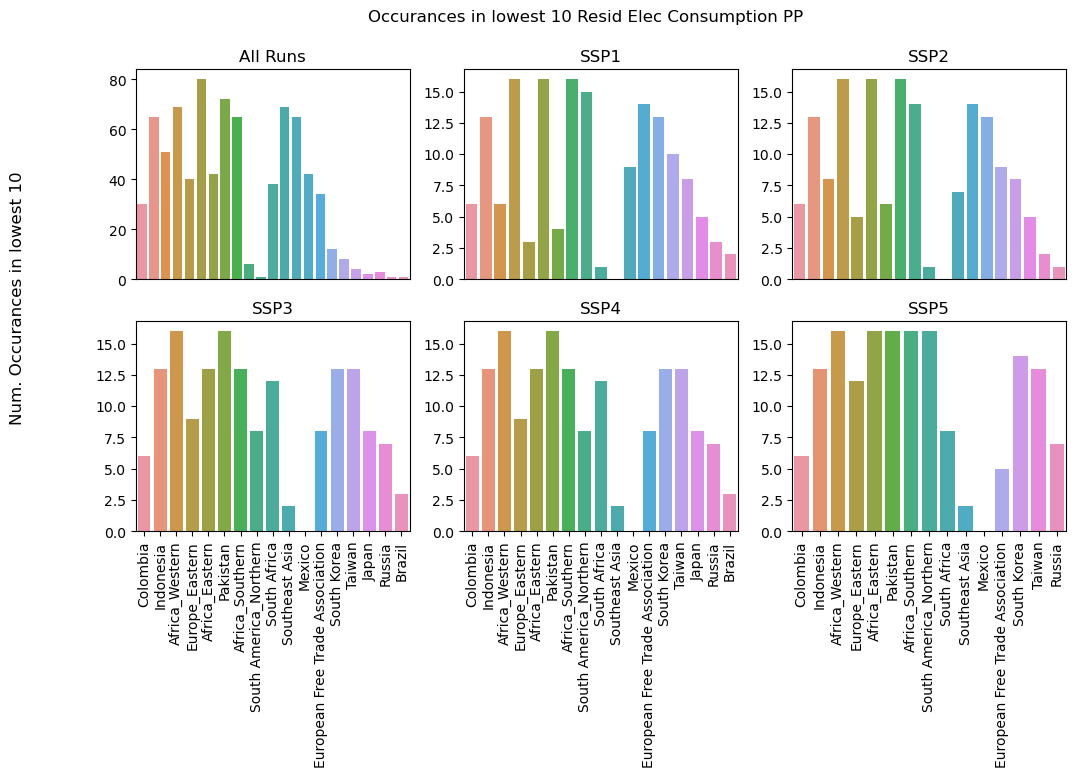 Occurances in lowest 10 Resid Elec Consumption PP
Num. Occurances in lowest 10
All Runs
80
60
40
20
0
SSP1
15.0
12.5
10.0
7.5
5.0
2.5
0.0
SSP2
15.0
12.5
10.0
7.5
5.0
2.5
0.0
SSP3
15.0
12.5
10.0
7.5
5.0
2.5
0.0
Colombia
Indonesia
Africa_Western
Europe_Eastern
Africa_Eastern
Pakistan
Africa_Southern
South America_Northern
South Africa
Southeast Asia
Mexico
European Free Trade Association
South Korea
Taiwan
Japan
Russia
Brazil
SSP4
15.0
12.5
10.0
7.5
5.0
2.5
0.0
Colombia
Indonesia
Africa_Western
Europe_Eastern
Africa_Eastern
Pakistan
Africa_Southern
South America_Northern
South Africa
Southeast Asia
Mexico
European Free Trade Association
South Korea
Taiwan
Japan
Russia
Brazil
SSP5
15.0
12.5
10.0
7.5
5.0
2.5
0.0
Colombia
Indonesia
Africa_Western
Europe_Eastern
Africa_Eastern
Pakistan
Africa_Southern
South America_Northern
South Africa
Southeast Asia
Mexico
European Free Trade Association
South Korea
Taiwan
Russia